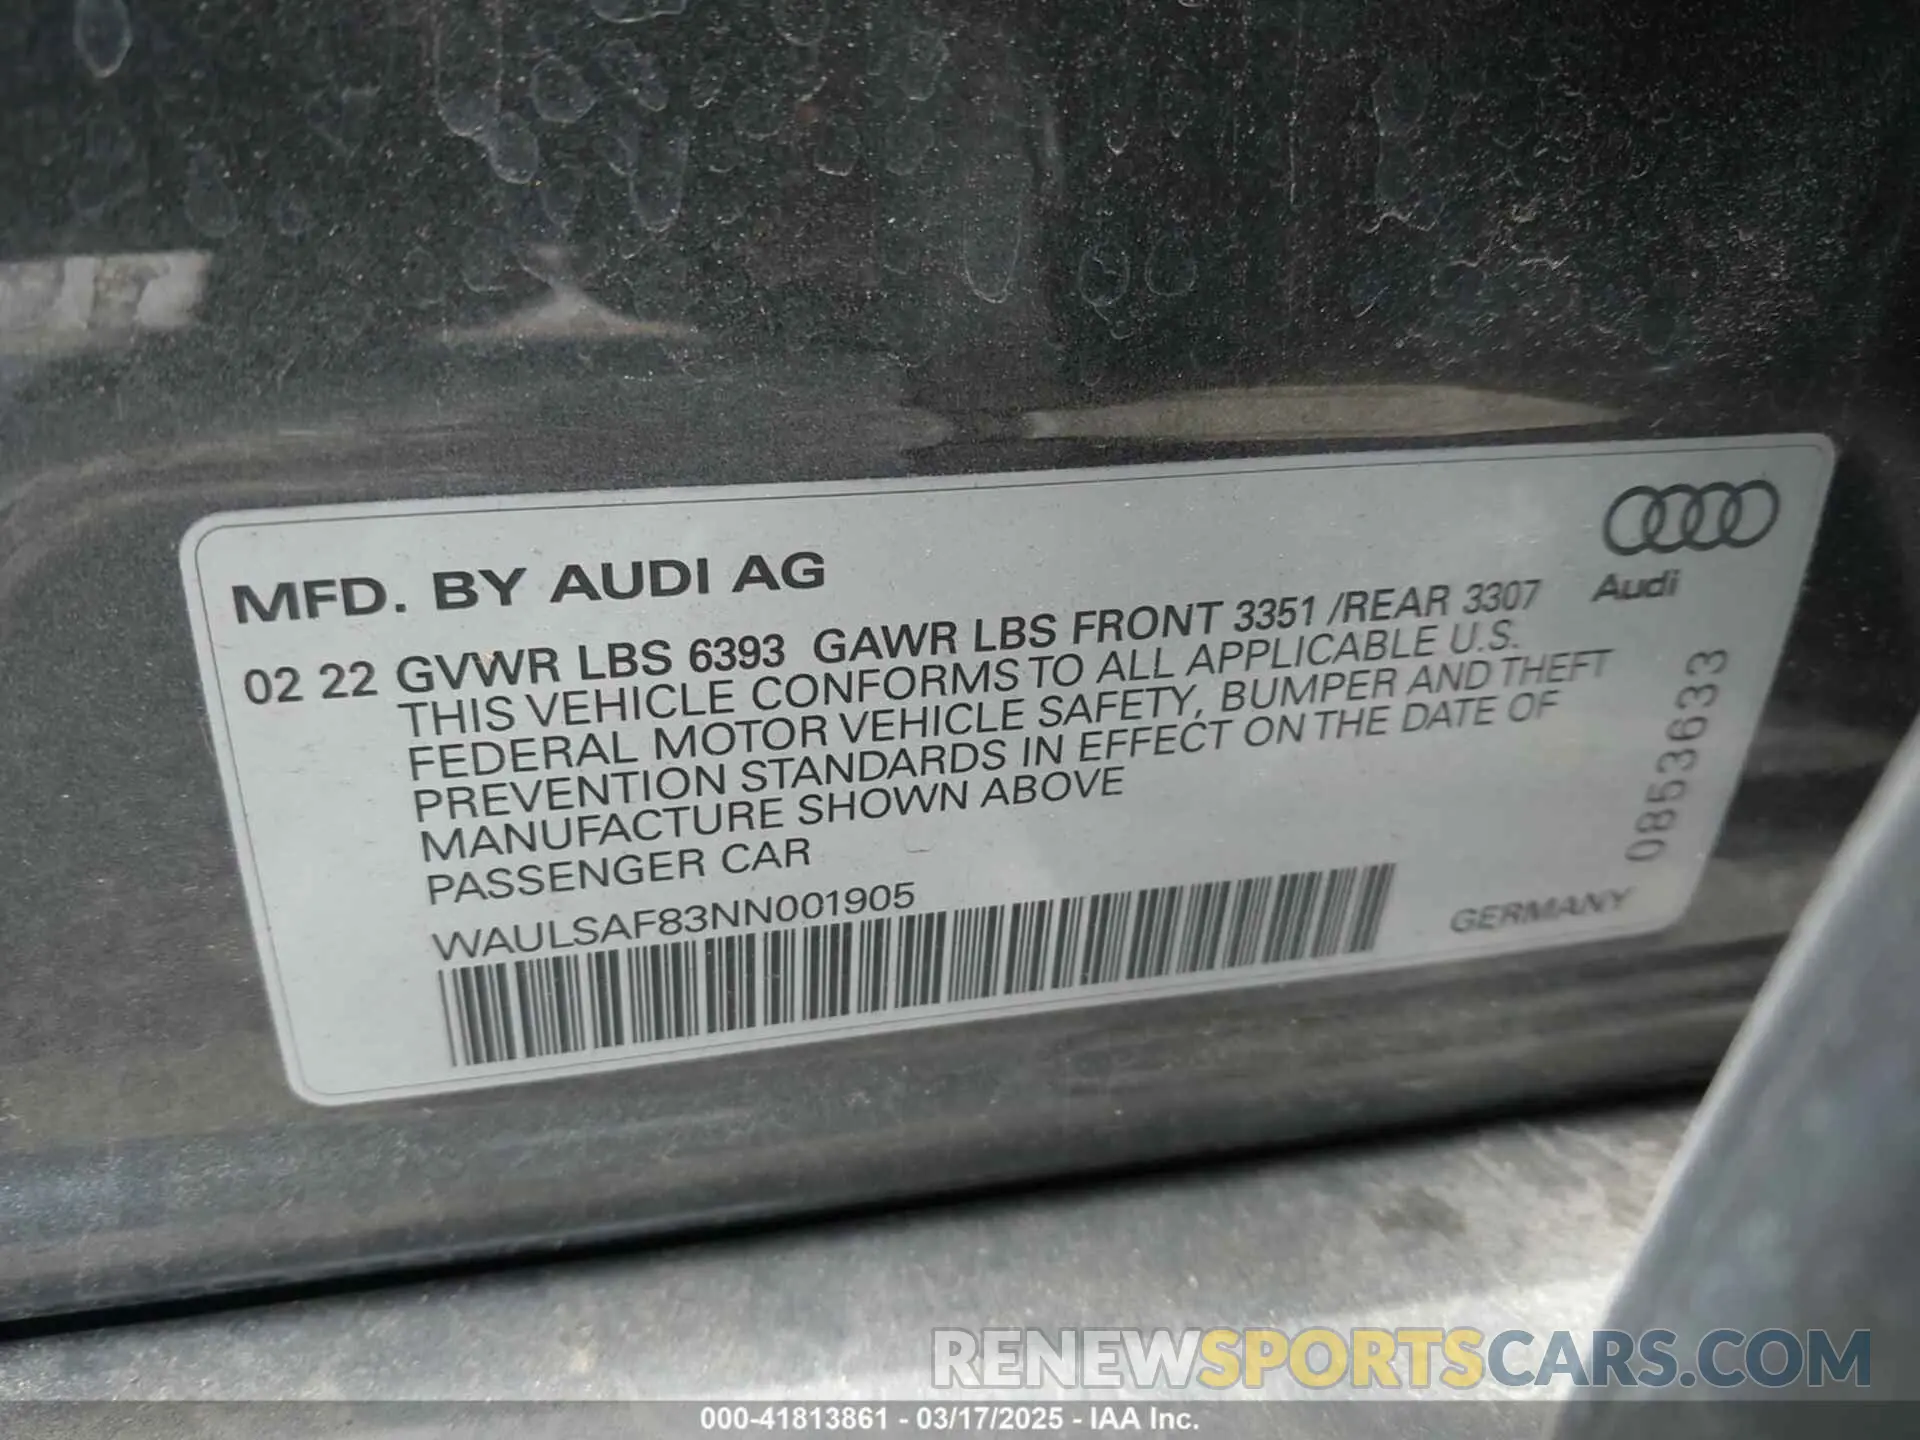 MFD. BY AUDI AG
Audi
02 22 GVWR LBS 6393 GAWR LBS FRONT 3351 /REAR 3307
THIS VEHICLE CONFORMS TO ALL APPLICABLE U.S.
FEDERAL MOTOR VEHICLE SAFETY, BUMPER AND THEFT
PREVENTION STANDARDS IN EFFECT ON THE DATE OF
MANUFACTURE SHOWN ABOVE
PASSENGER CAR
WAULSAF83NN001905
GERMANY
0853633
RENEWSPORTSCARS.COM
000-41813861 - 03/17/2025 - IAA Inc.